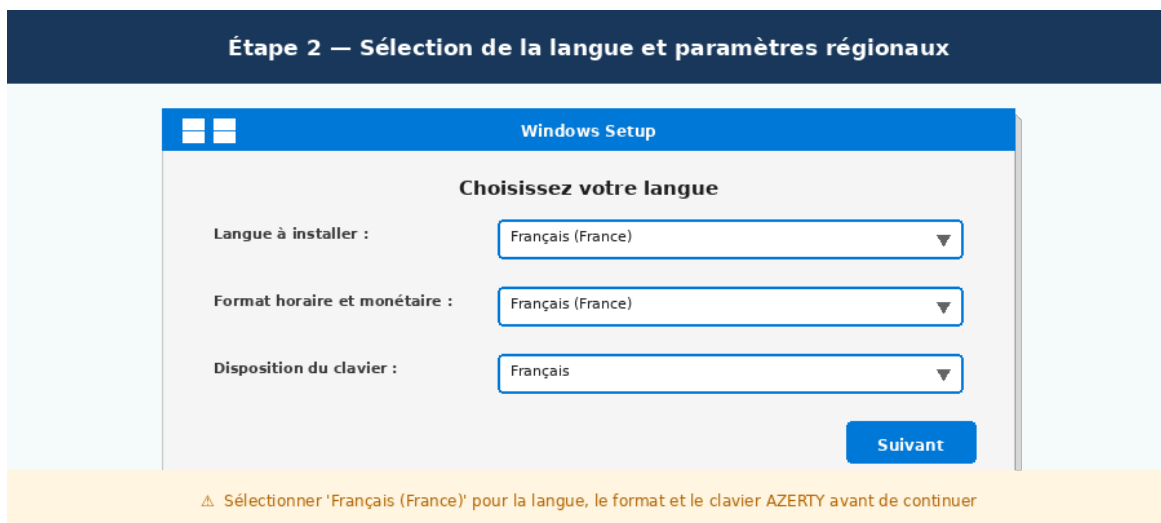 Étape 2 — Sélection de la langue et paramètres régionaux
Windows Setup
Choisissez votre langue
Langue à installer : Français (France)
Format horaire et monétaire : Français (France)
Disposition du clavier : Français
Suivant
⚠ Sélectionner 'Français (France)' pour la langue, le format et le clavier AZERTY avant de continuer